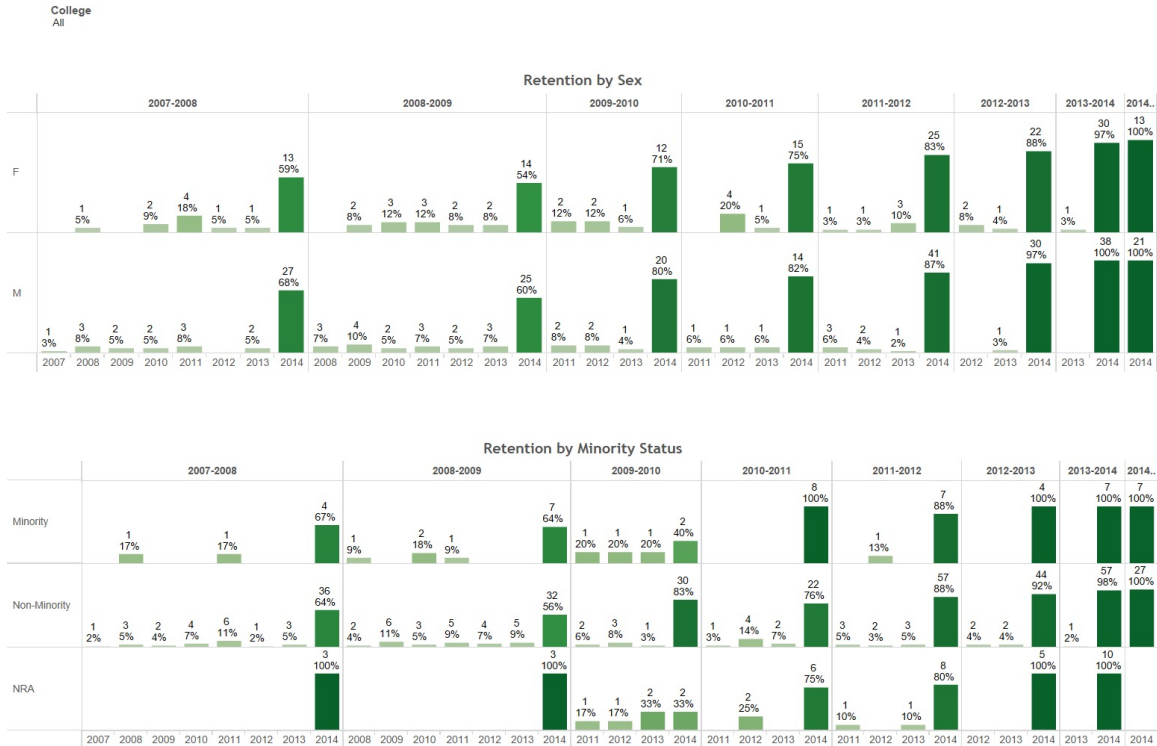 College
All
Retention by Sex
2007-2008 2008-2009 2009-2010 2010-2011 2011-2012 2012-2013 2013-2014 2014..
F
1 2 4 1 1 13 2 3 3 2 2 14 2 2 1 12 4 1 15 1 1 3 25 2 1 22 1 30 13
5% 9% 18% 5% 5% 59% 8% 12% 12% 8% 8% 54% 12% 12% 6% 71% 20% 5% 75% 3% 3% 10% 83% 8% 4% 88% 3% 97% 100%
M
1 3 2 2 3 2 27 3 4 2 3 2 3 25 2 2 1 20 1 1 1 14 3 2 1 41 1 30 38 21
3% 8% 5% 5% 8% 5% 68% 7% 10% 5% 7% 5% 7% 60% 8% 8% 4% 80% 6% 6% 6% 82% 6% 4% 2% 87% 3% 97% 100% 100%
2007 2008 2009 2010 2011 2012 2013 2014 2008 2009 2010 2011 2012 2013 2014 2011 2012 2013 2014 2011 2012 2013 2014 2011 2012 2013 2014 2012 2013 2014 2013 2014 2014
Retention by Minority Status
2007-2008 2008-2009 2009-2010 2010-2011 2011-2012 2012-2013 2013-2014 2014..
Minority
1 1 4 1 2 1 7 1 1 1 2 8 1 7 4 7 7
17% 17% 67% 9% 18% 9% 64% 20% 20% 20% 40% 100% 13% 88% 100% 100% 100%
Non-Minority
1 3 2 4 6 1 3 36 2 6 3 5 4 5 32 2 3 1 30 1 4 2 22 3 2 3 57 2 2 44 1 57 27
2% 5% 4% 7% 11% 2% 5% 64% 4% 11% 5% 9% 7% 9% 56% 6% 8% 3% 83% 3% 14% 7% 76% 5% 3% 5% 88% 4% 4% 92% 2% 98% 100%
NRA
3 3 1 1 2 2 2 6 1 1 8 5 10
100% 100% 17% 17% 33% 33% 25% 75% 10% 10% 80% 100% 100%
2007 2008 2009 2010 2011 2012 2013 2014 2008 2009 2010 2011 2012 2013 2014 2011 2012 2013 2014 2011 2012 2013 2014 2011 2012 2013 2014 2012 2013 2014 2013 2014 2014